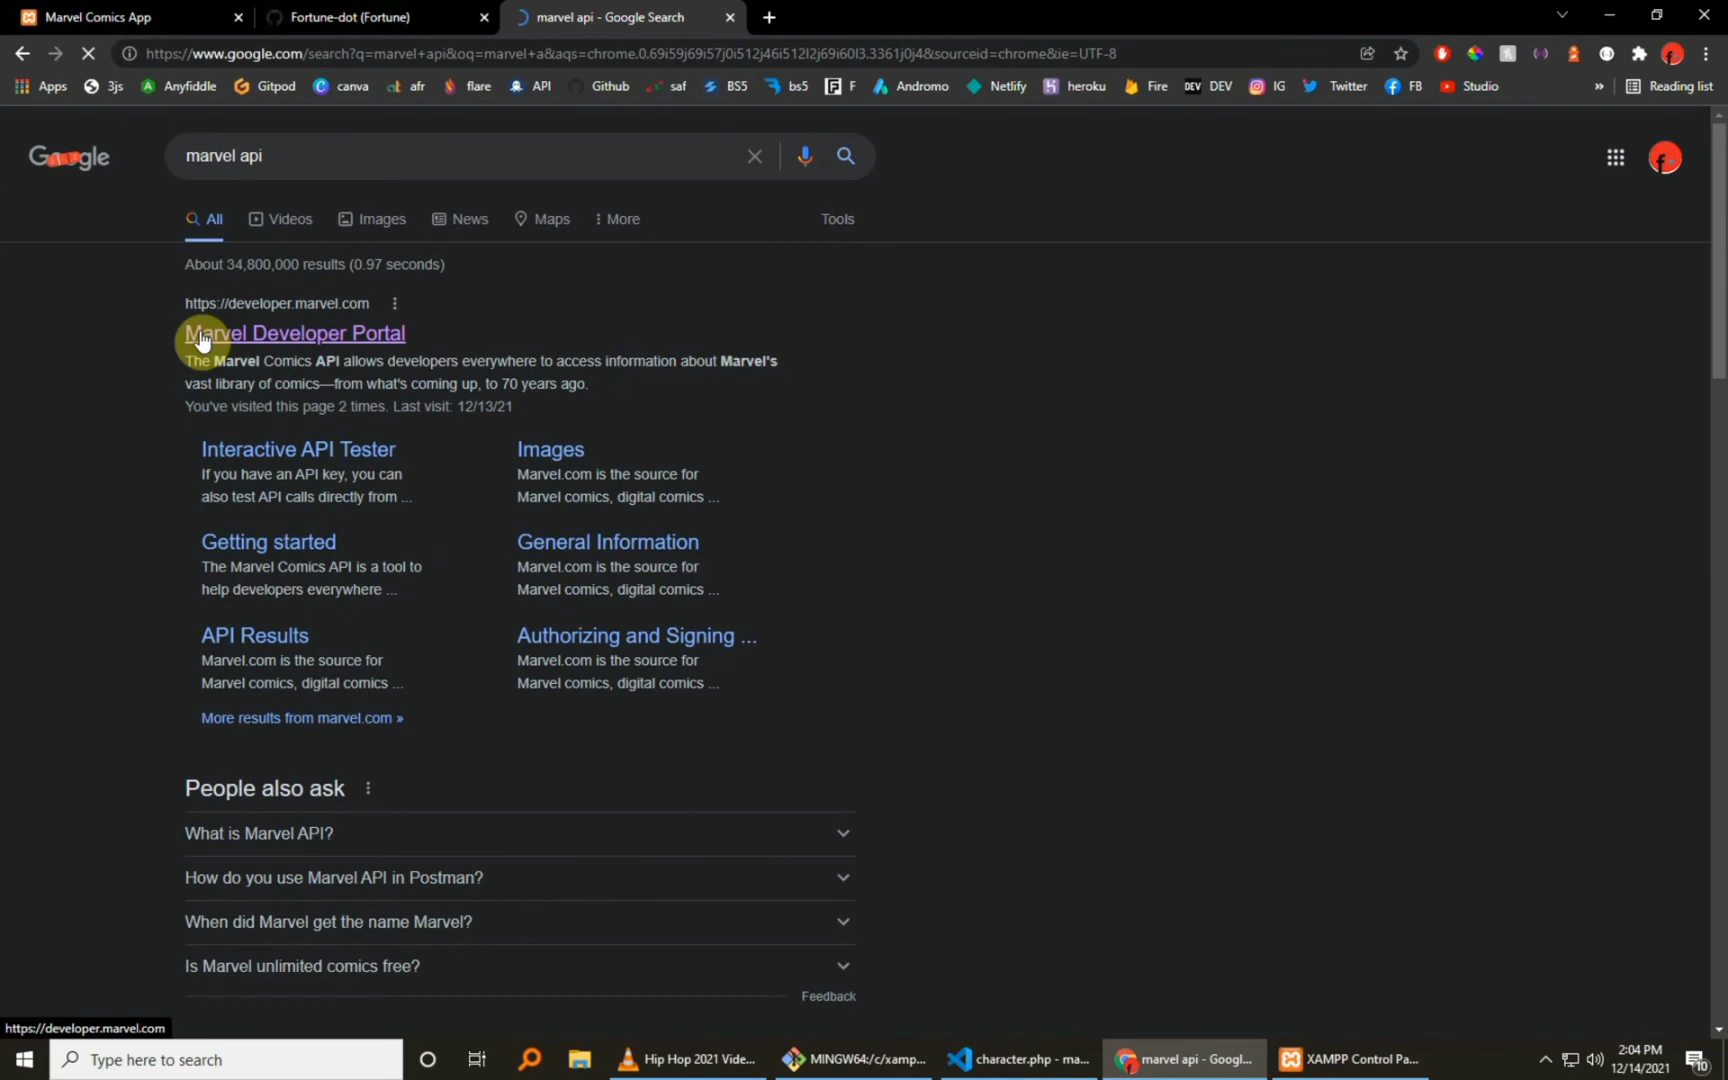 Marvel Comics App
Fortune-dot (Fortune)
marvel api - Google Search
https://www.google.com/search?q=marvel+api&oq=marvel+a&aqs=chrome.0.69i59j69i57j0i512j46i512l2j69i60l3.3361j0j4&sourceid=chrome&ie=UTF-8
Apps 3js Anyfiddle Gitpod canva afr flare API Github saf BS5 bs5 F Andromo Netlify heroku Fire DEV DEV IG Twitter FB Studio » Reading list
Google
marvel api
All Videos Images News Maps More Tools
About 34,800,000 results (0.97 seconds)
https://developer.marvel.com
Marvel Developer Portal
The Marvel Comics API allows developers everywhere to access information about Marvel's
vast library of comics—from what's coming up, to 70 years ago.
You've visited this page 2 times. Last visit: 12/13/21
Interactive API Tester
If you have an API key, you can
also test API calls directly from ...
Images
Marvel.com is the source for
Marvel comics, digital comics ...
Getting started
The Marvel Comics API is a tool to
help developers everywhere ...
General Information
Marvel.com is the source for
Marvel comics, digital comics ...
API Results
Marvel.com is the source for
Marvel comics, digital comics ...
Authorizing and Signing ...
Marvel.com is the source for
Marvel comics, digital comics ...
More results from marvel.com »
People also ask
What is Marvel API?
How do you use Marvel API in Postman?
When did Marvel get the name Marvel?
Is Marvel unlimited comics free?
Feedback
https://developer.marvel.com
Type here to search
Hip Hop 2021 Vide...
MINGW64:/c/xamp...
character.php - ma...
marvel api - Googl...
XAMPP Control Pa...
2:04 PM
12/14/2021
10